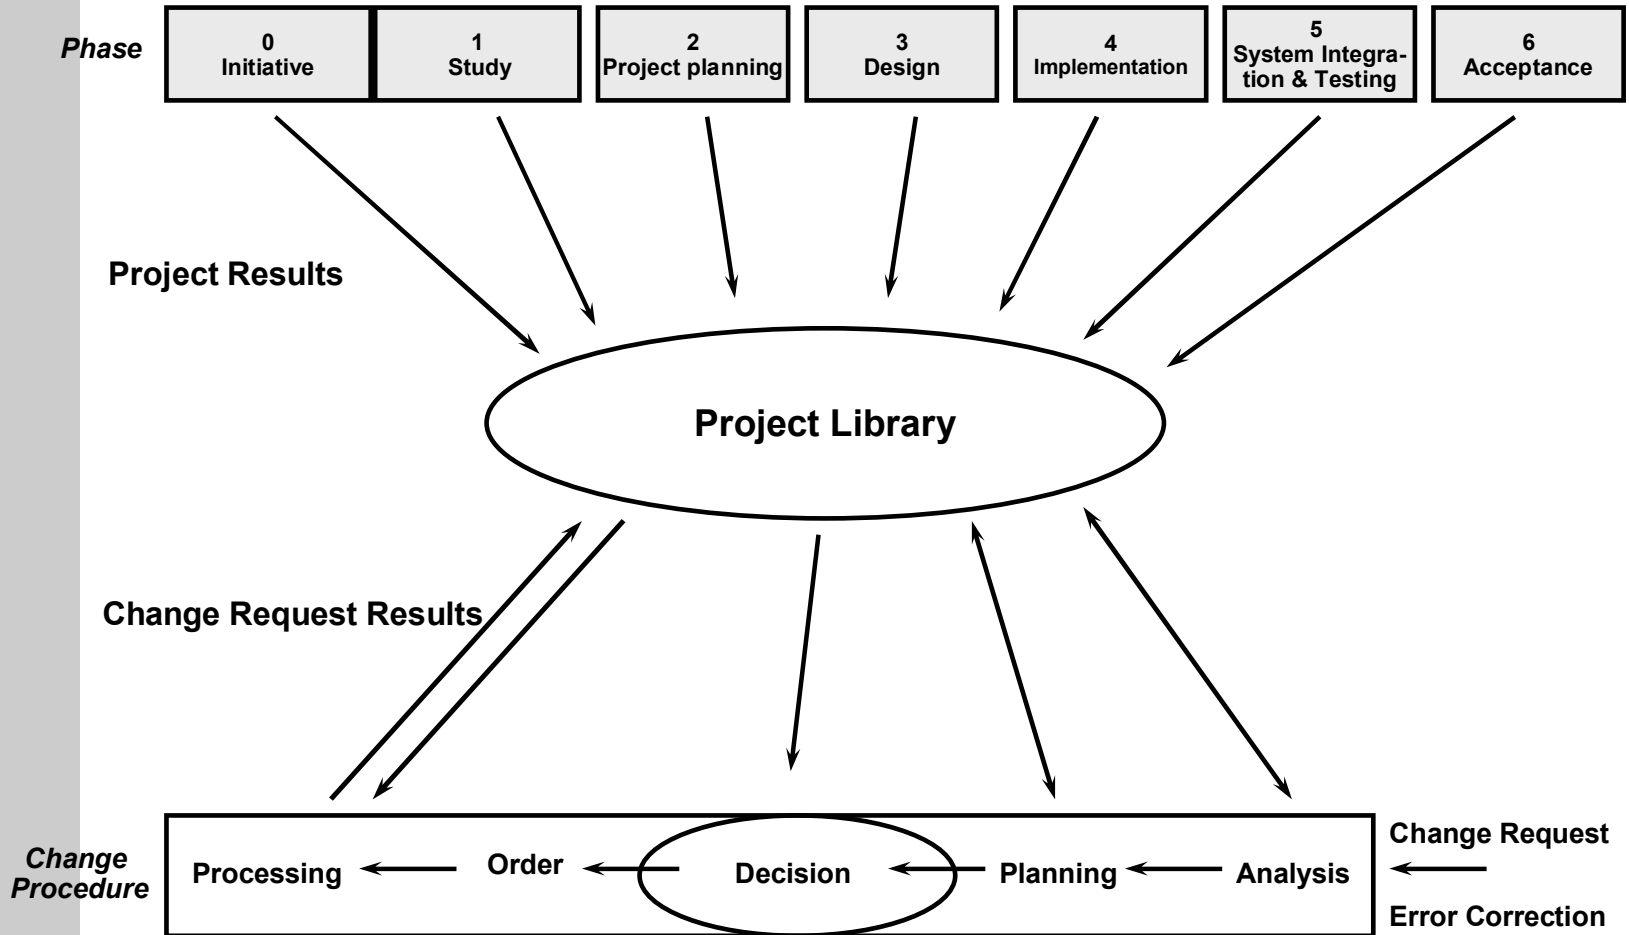 Phase
0
Initiative
1
Study
2
Project planning
3
Design
4
Implementation
5
System Integra-
tion & Testing
6
Acceptance
Project Results
Project Library
Change Request Results
Change
Procedure
Processing
Order
Decision
Planning
Analysis
Change Request
Error Correction